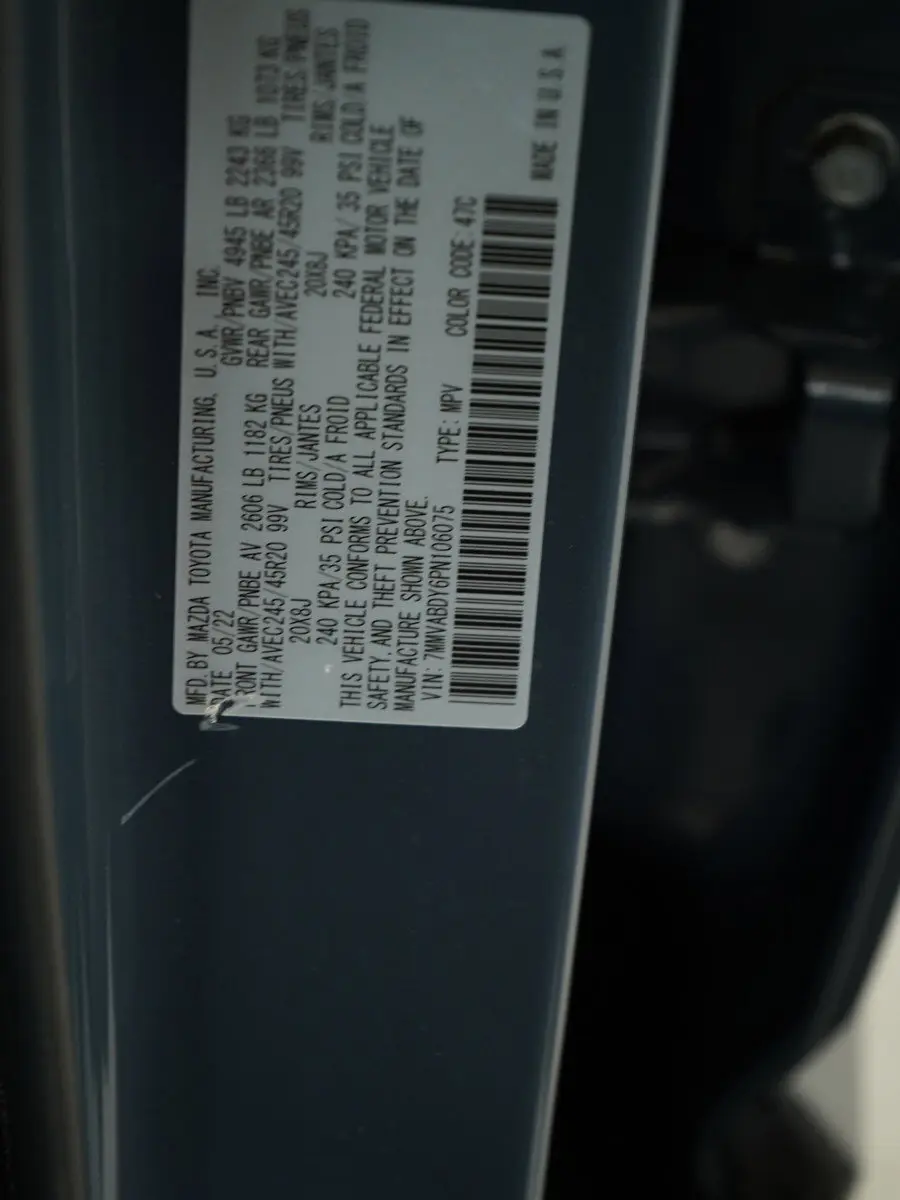 MFD. BY MAZDA TOYOTA MANUFACTURING, U.S.A., INC.
DATE 05/22 GVWR/PNBV 4945 LB 2243 KG
FRONT GAWR/PNBE AV 2606 LB 1182 KG REAR GAWR/PNBE AR 2366 LB 1073 KG
WITH/AVEC245/45R20 99V TIRES/PNEUS WITH/AVEC245/45R20 99V TIRES/PNEUS
20X8J RIMS/JANTES 20X8J RIMS/JANTES
240 KPA/35 PSI COLD/A FROID 240 KPA/ 35 PSI COLD/A FROID
THIS VEHICLE CONFORMS TO ALL APPLICABLE FEDERAL MOTOR VEHICLE
SAFETY, AND THEFT PREVENTION STANDARDS IN EFFECT ON THE DATE OF
MANUFACTURE SHOWN ABOVE.
VIN: 7MMVABDY6PN106075 TYPE: MPV COLOR CODE: 47C
MADE IN U.S.A